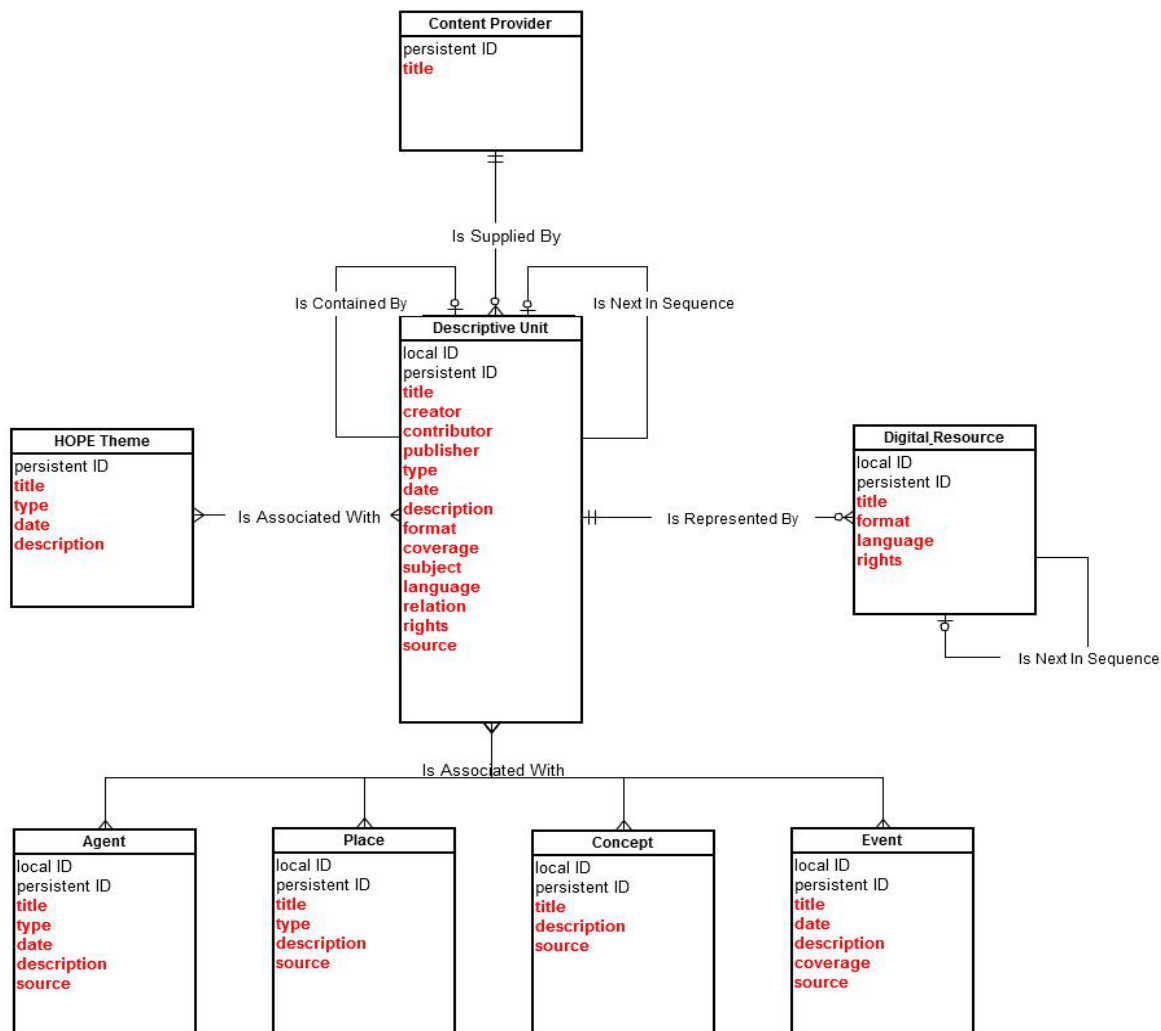 Content Provider
persistent ID
title
Is Supplied By
Is Contained By
Is Next In Sequence
Descriptive Unit
local ID
persistent ID
title
creator
contributor
publisher
type
date
description
format
coverage
subject
language
relation
rights
source
HOPE Theme
persistent ID
title
type
date
description
Is Associated With
Is Represented By
Digital_Resource
local ID
persistent ID
title
format
language
rights
Is Next In Sequence
Is Associated With
Agent
local ID
persistent ID
title
type
date
description
source
Place
local ID
persistent ID
title
type
description
source
Concept
local ID
persistent ID
title
description
source
Event
local ID
persistent ID
title
date
description
coverage
source